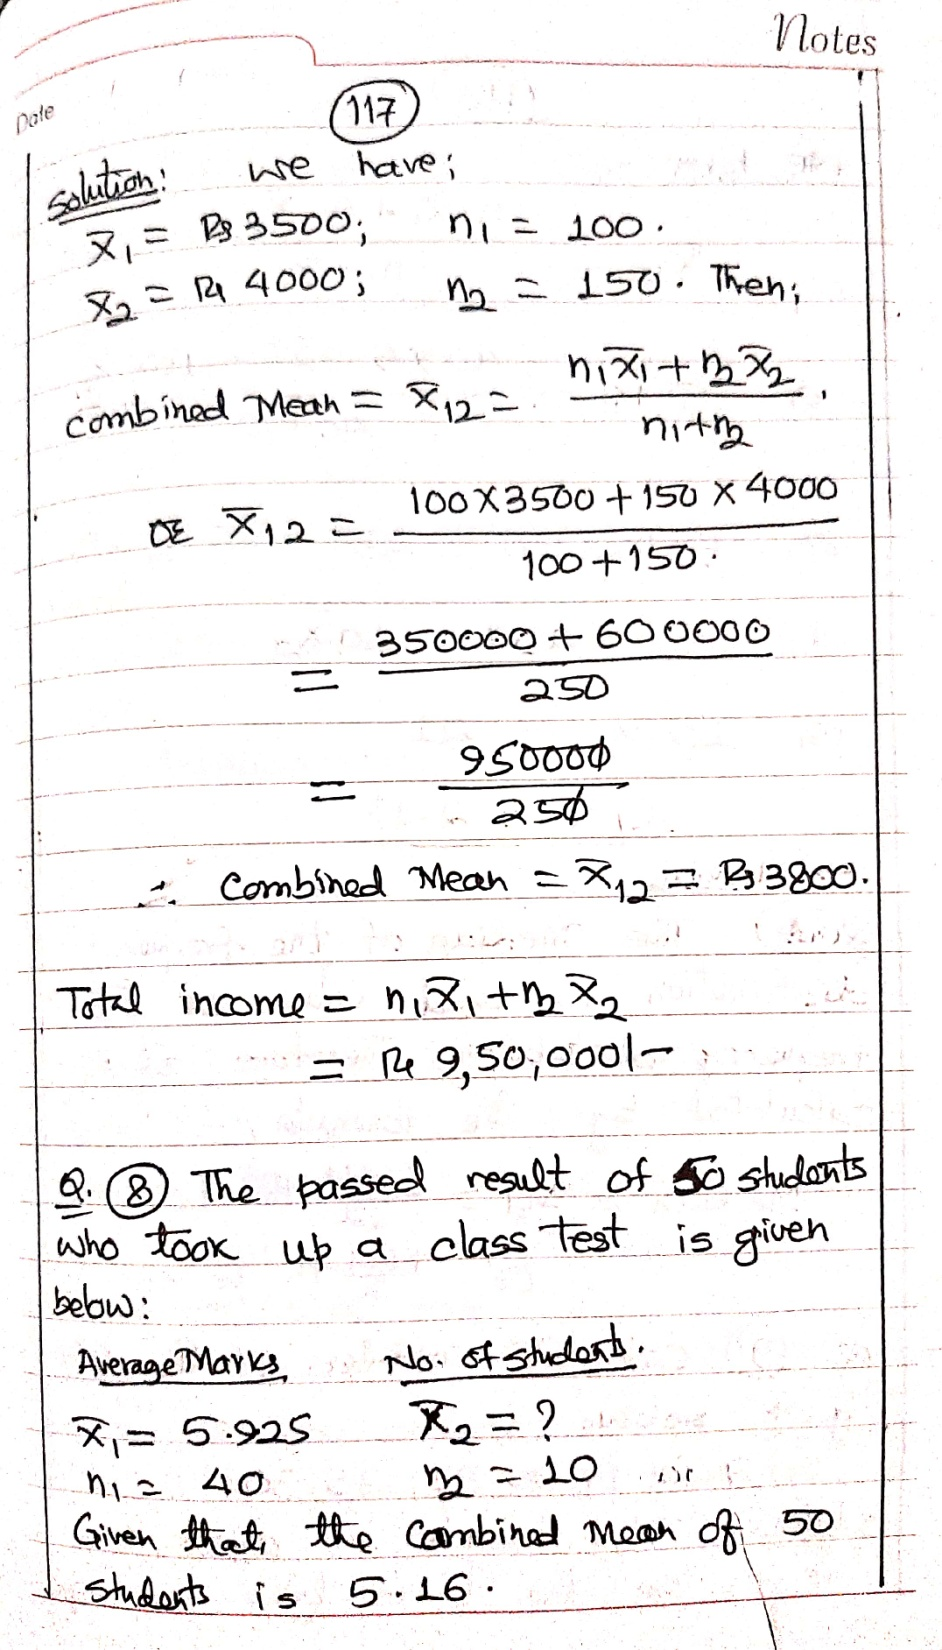 Notes
Date
117
Solution: we have;
x̄₁ = Rs 3500; n₁ = 100.
x̄₂ = Rs 4000; n₂ = 150. Then;
Combined Mean = x̄₁₂ = (n₁x̄₁ + n₂x̄₂) / (n₁+n₂),
or x̄₁₂ = (100×3500 + 150 × 4000) / (100+150).
= (350000 + 600000) / 250
= 950000 / 250
∴ Combined Mean = x̄₁₂ = Rs 3800.
Total income = n₁x̄₁ + n₂x̄₂
= Rs 9,50,000/-
Q. 8 The passed result of 50 students
who took up a class test is given
below:
Average Marks No. of students.
x̄₁ = 5.925 x̄₂ = ?
n₁ = 40 n₂ = 10
Given that, the Combined Mean of 50
students is 5.16.